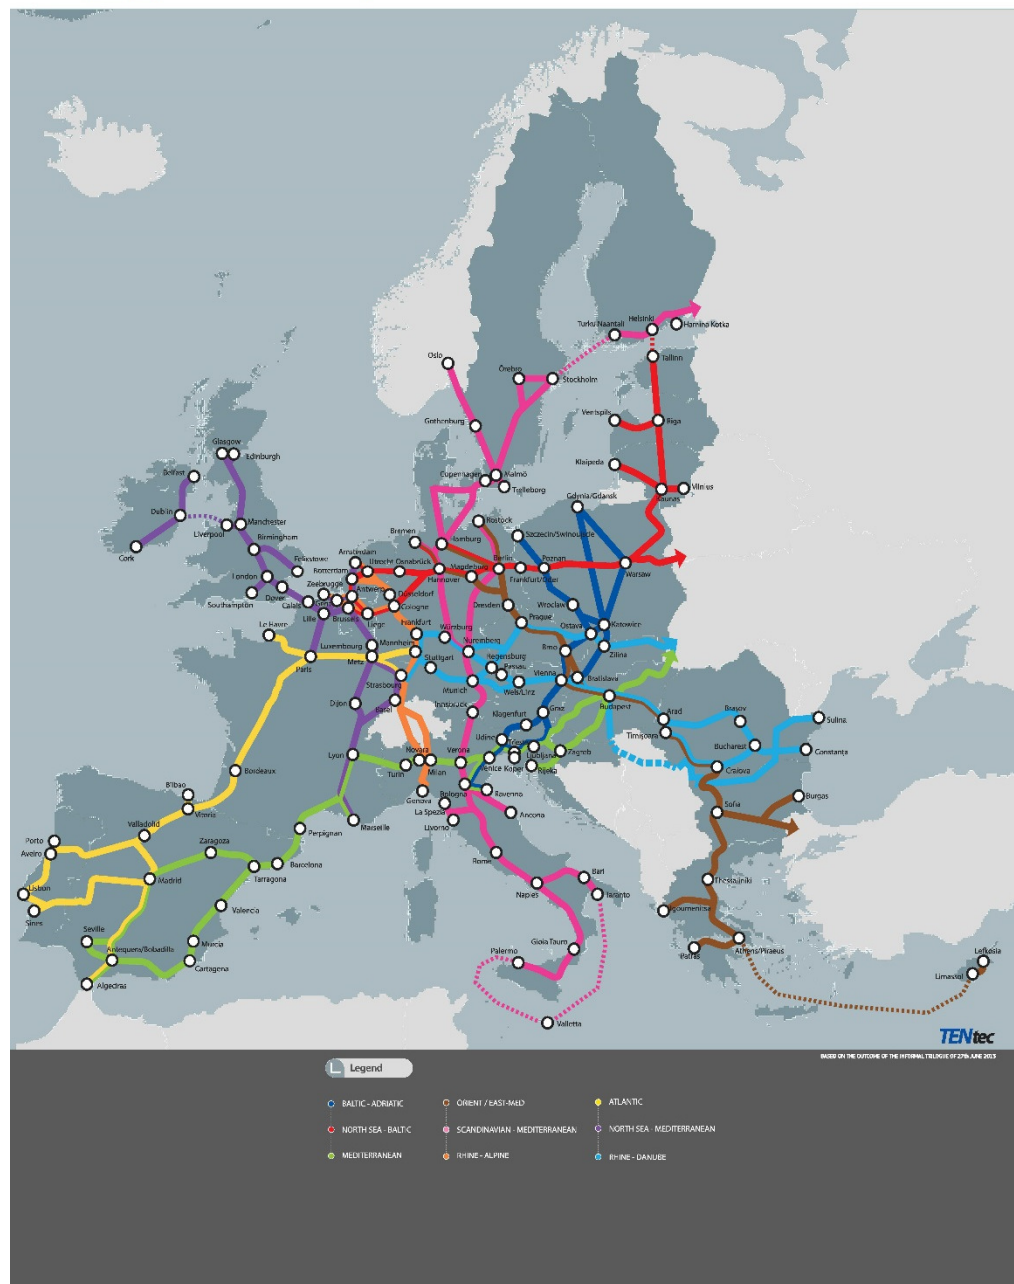 Oslo
Örebro
Stockholm
Turku Naantali
Helsinki
Hamina Kotka
Tallinn
Gothenburg
Ventspils
Riga
Klaipeda
Vilnius
Kaunas
Glasgow
Edinburgh
Belfast
Dublin
Cork
Liverpool
Manchester
Birmingham
Felixstowe
London
Southampton
Dover
Calais
Copenhagen
Malmö
Trelleborg
Gdynia/Gdansk
Rostock
Bremen
Hamburg
Szczecin/Swinoujscie
Berlin
Poznan
Warsaw
Amsterdam
Rotterdam
Utrecht
Osnabrück
Hannover
Magdeburg
Frankfurt/Oder
Zeebrugge
Antwerp
Düsseldorf
Cologne
Lille
Brussels
Liège
Dresden
Wroclaw
Katowice
Ostava
Prague
Le Havre
Paris
Luxembourg
Metz
Mannheim
Frankfurt
Würzburg
Nuremberg
Regensburg
Passau
Brno
Zilina
Strasbourg
Stuttgart
Munich
Wels/Linz
Vienna
Bratislava
Dijon
Basel
Innsbruck
Klagenfurt
Graz
Budapest
Arad
Timişoara
Braşov
Bucharest
Sulina
Constanta
Craiova
Lyon
Turin
Novara
Milan
Verona
Udine
Venice
Koper
Ljubljana
Zagreb
Rijeka
Genova
La Spezia
Livorno
Bologna
Ravenna
Ancona
Marseille
Bordeaux
Bilbao
Vitoria
Valladolid
Zaragoza
Perpignan
Barcelona
Tarragona
Porto
Aveiro
Madrid
Lisbon
Sines
Valencia
Seville
Antequera/Bobadilla
Murcia
Cartagena
Algeciras
Rome
Naples
Bari
Taranto
Gioia Tauro
Palermo
Valletta
Sofia
Burgas
Thessaloniki
Igoumenitsa
Patras
Athens/Piraeus
Lefkosia
Limassol
TENtec
BASED ON THE OUTCOME OF THE INFORMAL TRILOGUE OF 27th JUNE 2013
Legend
BALTIC - ADRIATIC
ORIENT / EAST-MED
ATLANTIC
NORTH SEA - BALTIC
SCANDINAVIAN - MEDITERRANEAN
NORTH SEA - MEDITERRANEAN
MEDITERRANEAN
RHINE - ALPINE
RHINE - DANUBE